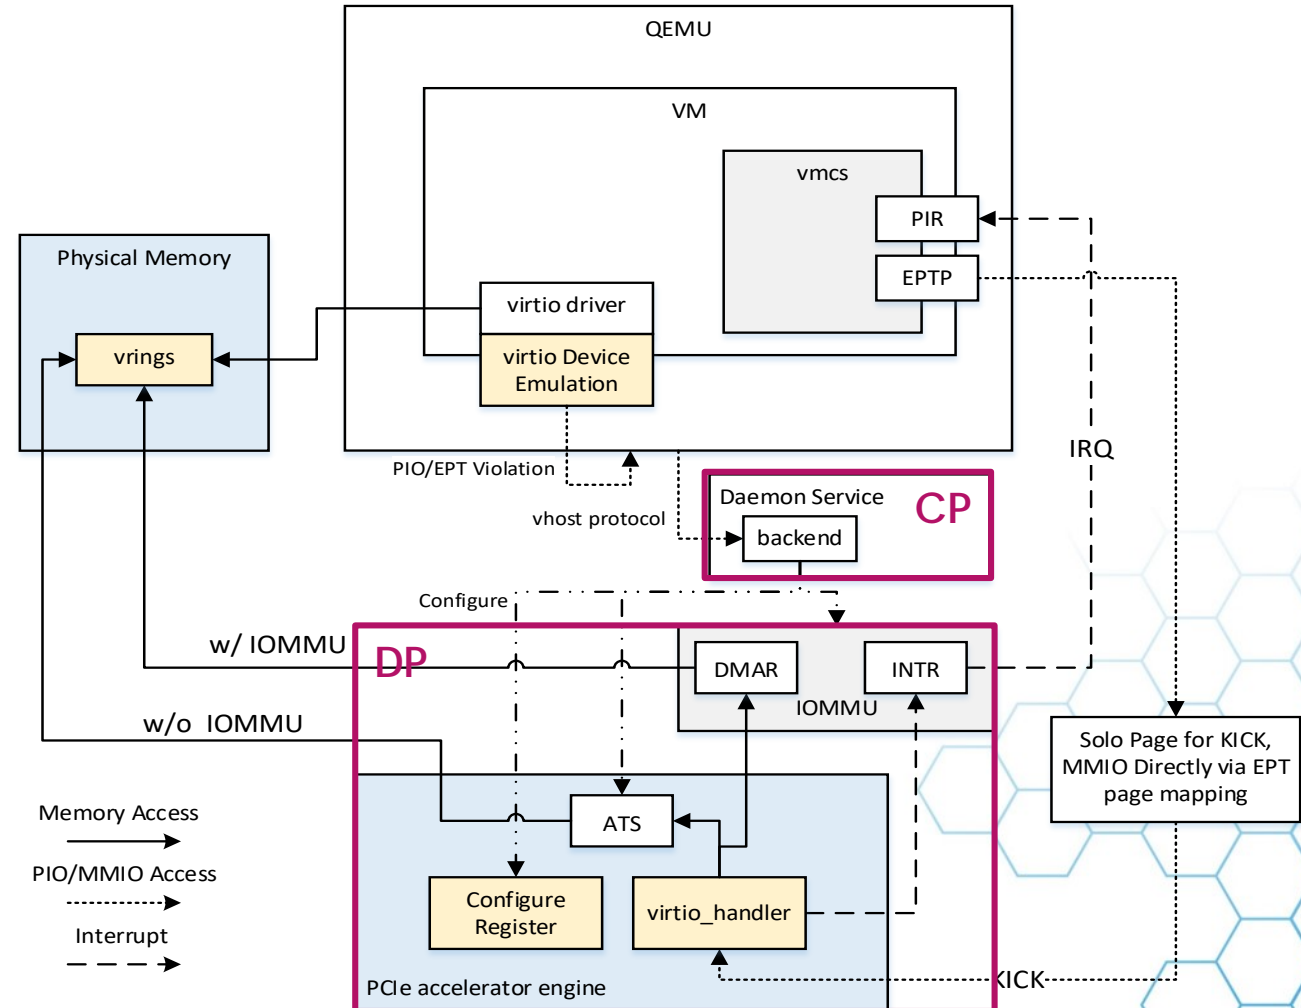 QEMU
VM
vmcs
PIR
EPTP
Physical Memory
vrings
virtio driver
virtio Device
Emulation
PIO/EPT Violation
IRQ
vhost protocol
Daemon Service
CP
backend
Configure
w/ IOMMU
DP
DMAR
INTR
IOMMU
w/o IOMMU
Solo Page for KICK,
MMIO Directly via EPT
page mapping
ATS
Memory Access
PIO/MMIO Access
Interrupt
Configure
Register
virtio_handler
KICK
PCIe accelerator engine